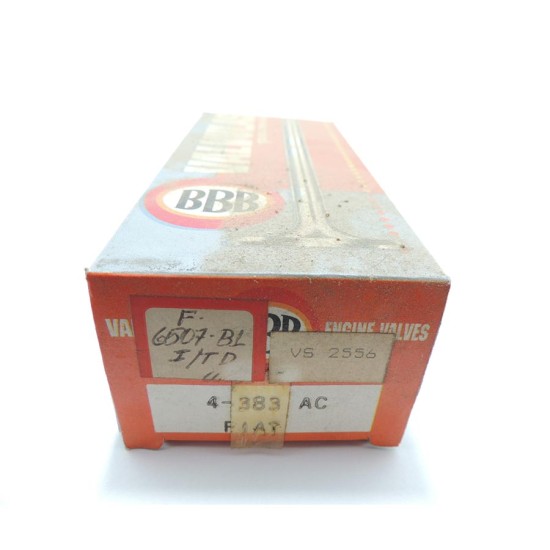 BBB
VA
ENGINE VALVES
F-
6507-BL
I/TD
VS 2556
4-383 AC
FIAT